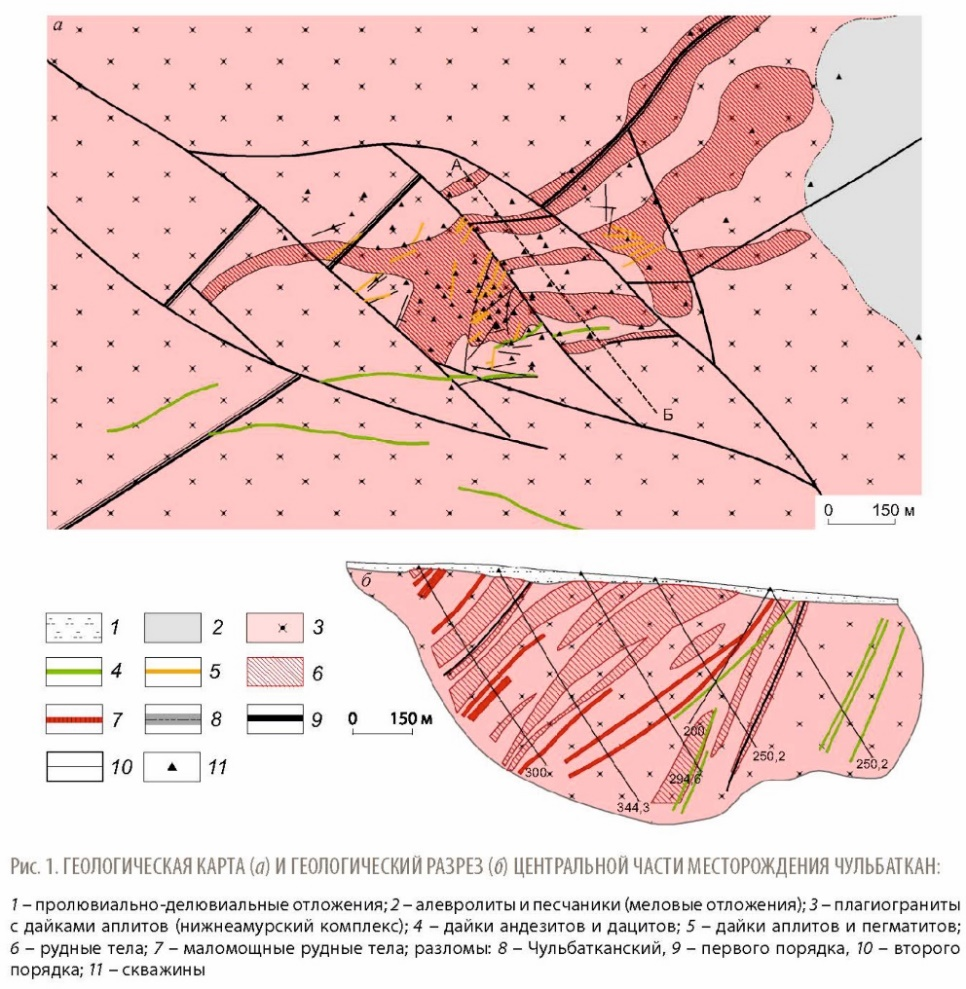 а
А
Б
0 150 м
б
1
2
3
4
5
6
7
8
9
10
11
0 150 м
300
344,3
200
294,6
250,2
250,2
Рис. 1. ГЕОЛОГИЧЕСКАЯ КАРТА (а) И ГЕОЛОГИЧЕСКИЙ РАЗРЕЗ (б) ЦЕНТРАЛЬНОЙ ЧАСТИ МЕСТОРОЖДЕНИЯ ЧУЛЬБАТКАН:
1 – пролювиально-делювиальные отложения; 2 – алевролиты и песчаники (меловые отложения); 3 – плагиограниты
с дайками аплитов (нижнеамурский комплекс); 4 – дайки андезитов и дацитов; 5 – дайки аплитов и пегматитов;
6 – рудные тела; 7 – маломощные рудные тела; разломы: 8 – Чульбатканский, 9 – первого порядка, 10 – второго
порядка; 11 – скважины